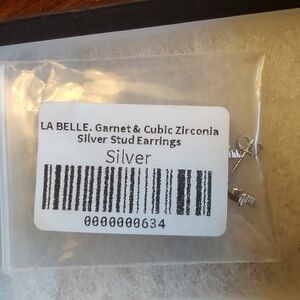 LA BELLE. Garnet & Cubic Zirconia
Silver Stud Earrings
Silver
0000000634